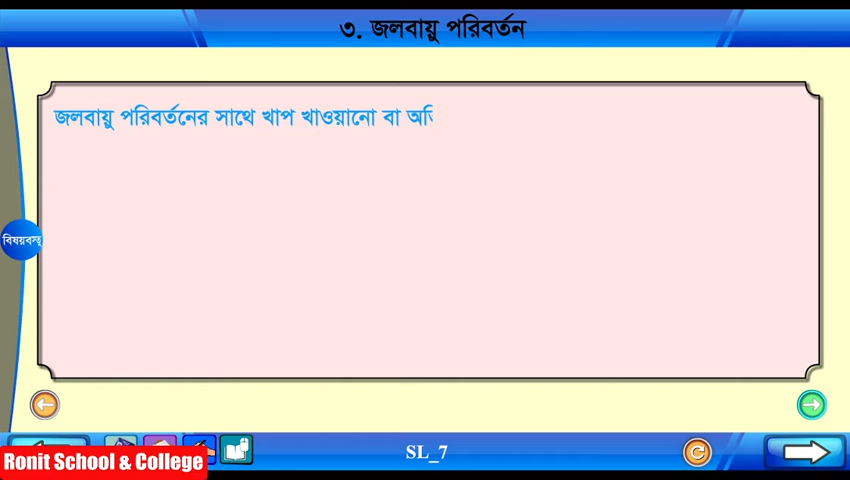 ৩. জলবায়ু পরিবর্তন
জলবায়ু পরিবর্তনের সাথে খাপ খাওয়ানো বা
বিষয়বস্তু
SL_7
Ronit School & College